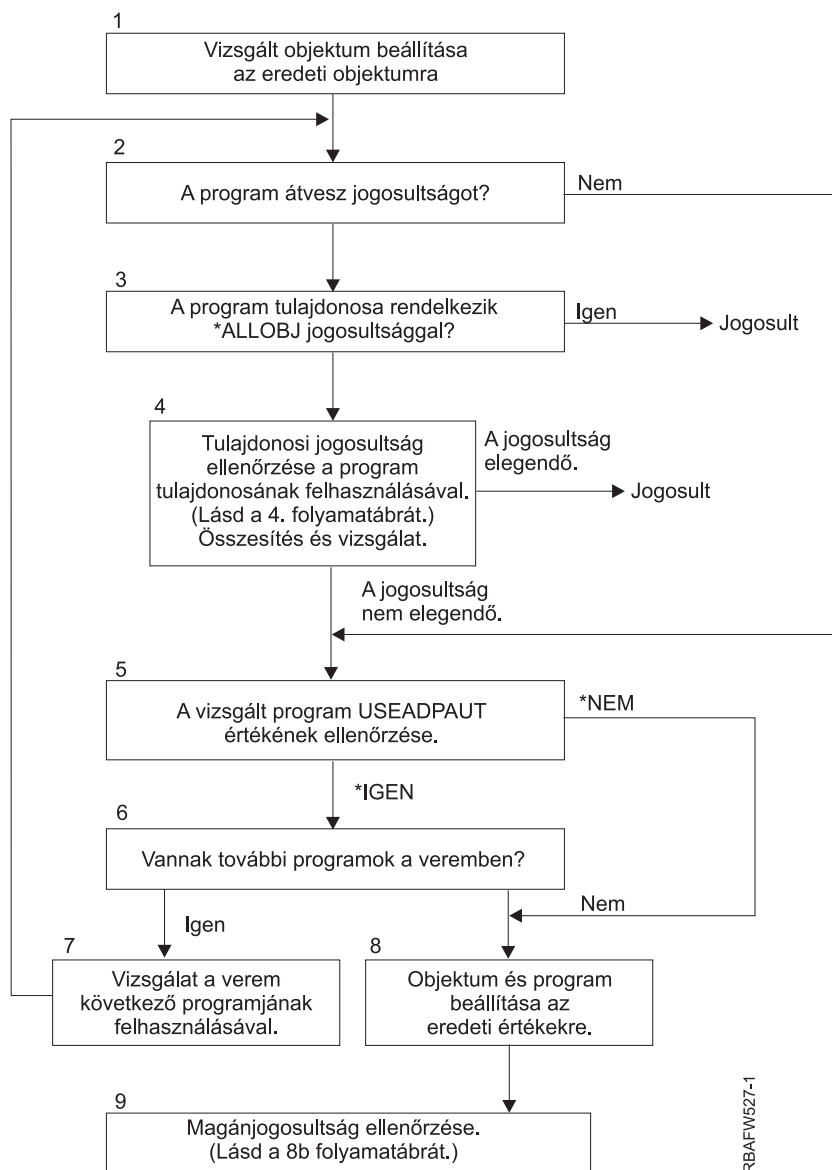 1
Vizsgált objektum beállítása
az eredeti objektumra
2
A program átvesz jogosultságot?
Nem
3
A program tulajdonosa rendelkezik
*ALLOBJ jogosultsággal?
Igen
Jogosult
4
Tulajdonosi jogosultság
ellenőrzése a program
tulajdonosának felhasználásával.
(Lásd a 4. folyamatábrát.)
Összesítés és vizsgálat.
A jogosultság
elegendő.
Jogosult
A jogosultság
nem elegendő.
5
A vizsgált program USEADPAUT
értékének ellenőrzése.
*NEM
*IGEN
6
Vannak további programok a veremben?
Igen
Nem
7
Vizsgálat a verem
következő programjának
felhasználásával.
8
Objektum és program
beállítása az
eredeti értékekre.
9
Magánjogosultság ellenőrzése.
(Lásd a 8b folyamatábrát.)
RBAFW527-1